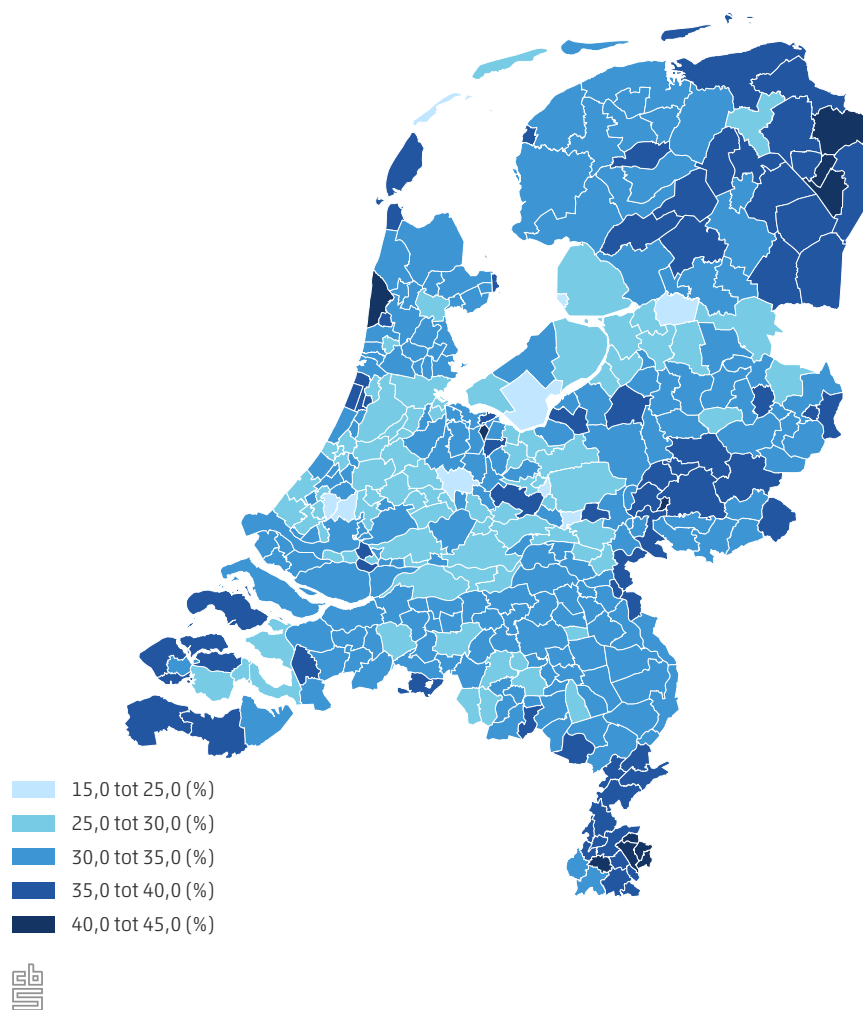 15,0 tot 25,0 (%)
25,0 tot 30,0 (%)
30,0 tot 35,0 (%)
35,0 tot 40,0 (%)
40,0 tot 45,0 (%)
cbs